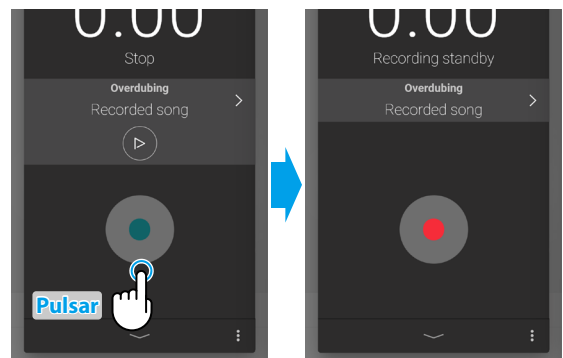 0.00
Stop
Overdubing
Recorded song
Pulsar
0.00
Recording standby
Overdubing
Recorded song